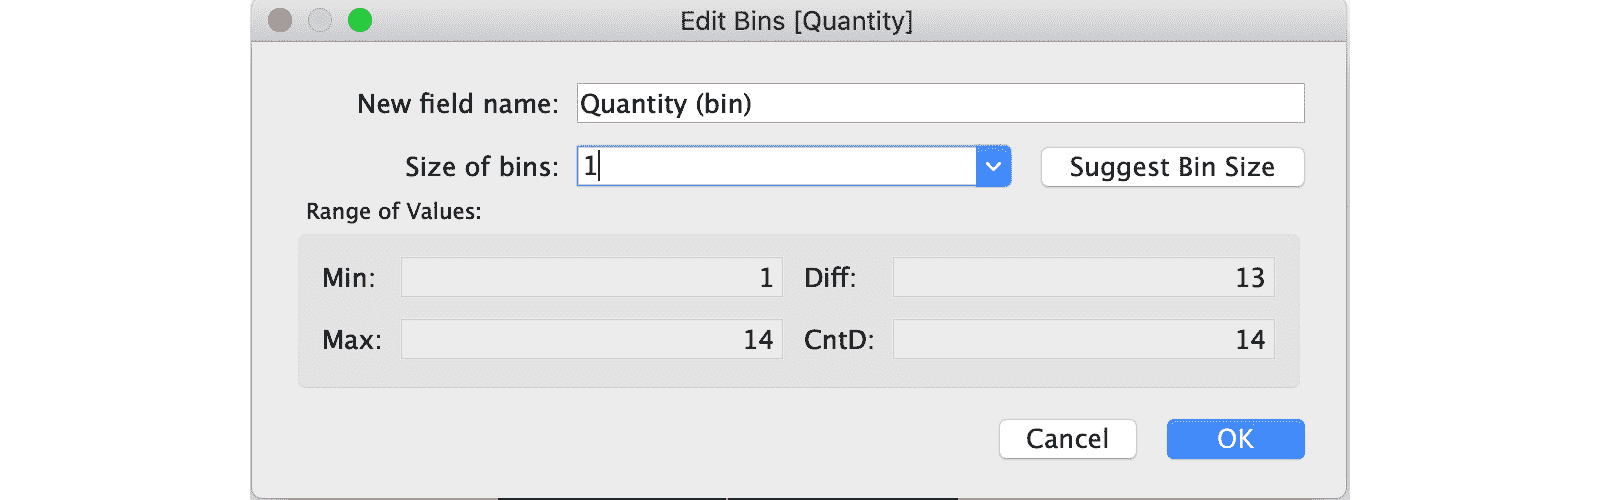 Edit Bins [Quantity]
New field name: Quantity (bin)
Size of bins: 1 Suggest Bin Size
Range of Values:
Min: 1 Diff: 13
Max: 14 CntD: 14
Cancel OK